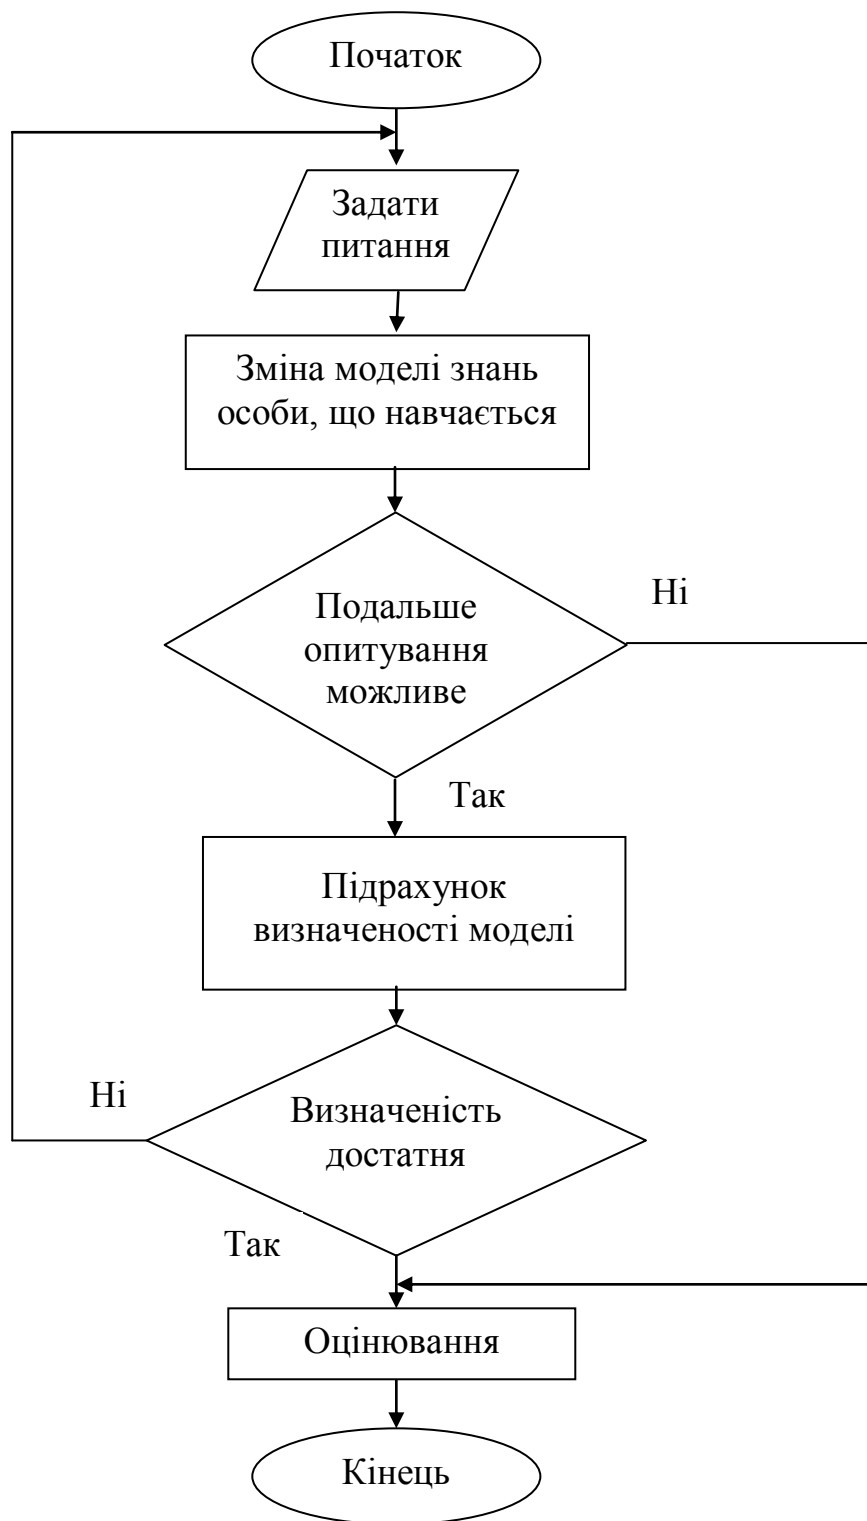 Початок
Задати
питання
Зміна моделі знань
особи, що навчається
Ні
Подальше
опитування
можливе
Так
Підрахунок
визначеності моделі
Ні
Визначеність
достатня
Так
Оцінювання
Кінець